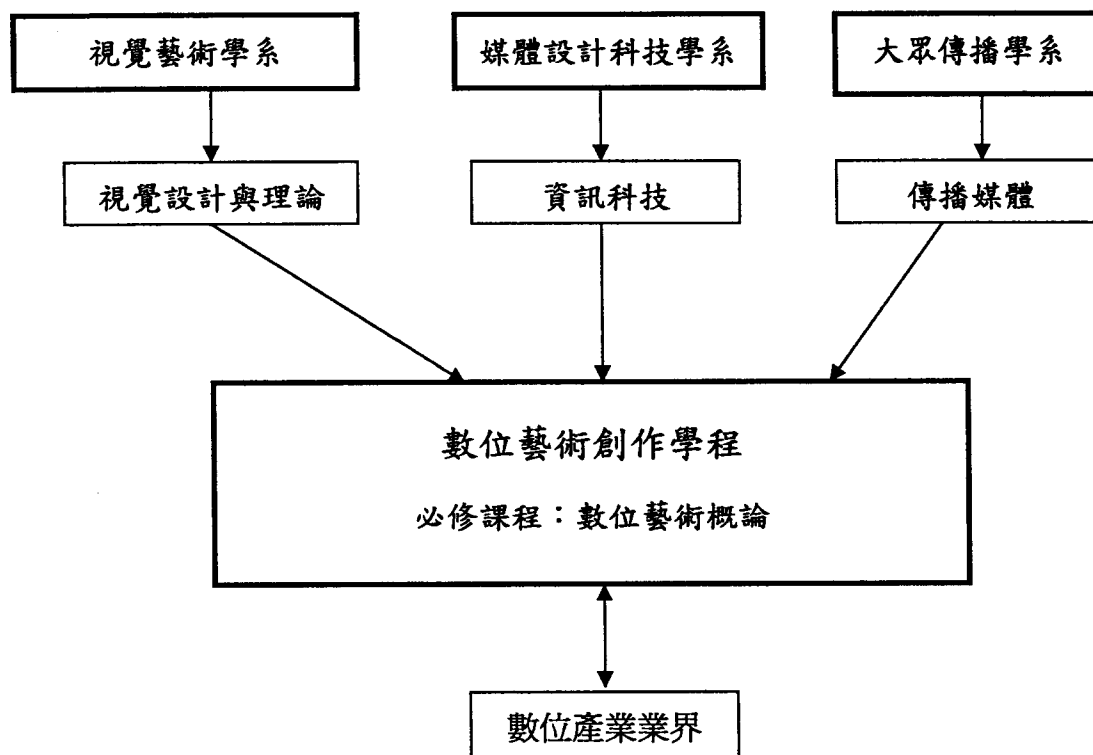 視覺藝術學系
媒體設計科技學系
大眾傳播學系
視覺設計與理論
資訊科技
傳播媒體
數位藝術創作學程
必修課程：數位藝術概論
數位產業業界